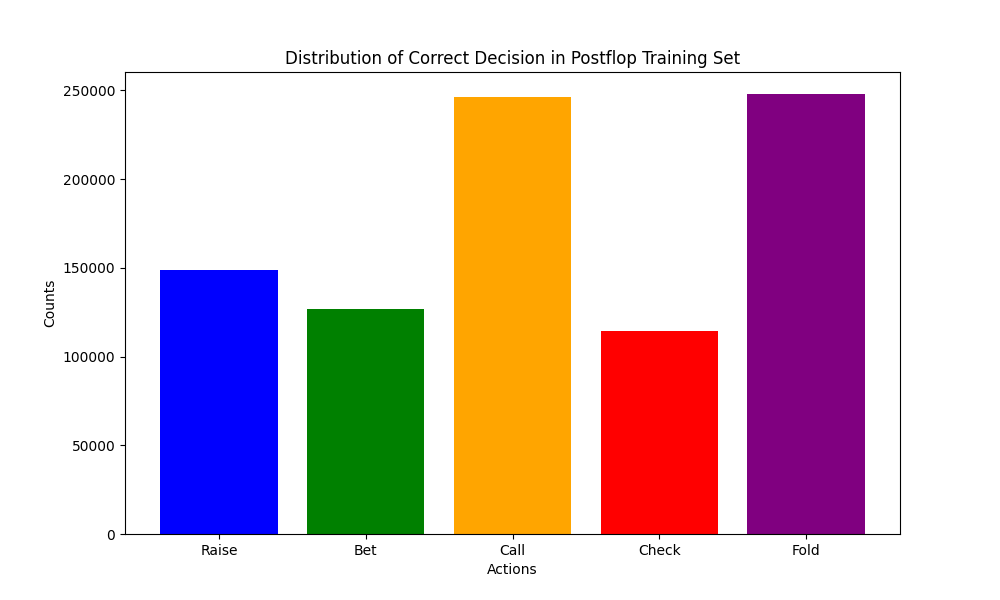 Distribution of Correct Decision in Postflop Training Set
250000
200000
150000
100000
50000
0
Counts
Raise Bet Call Check Fold
Actions